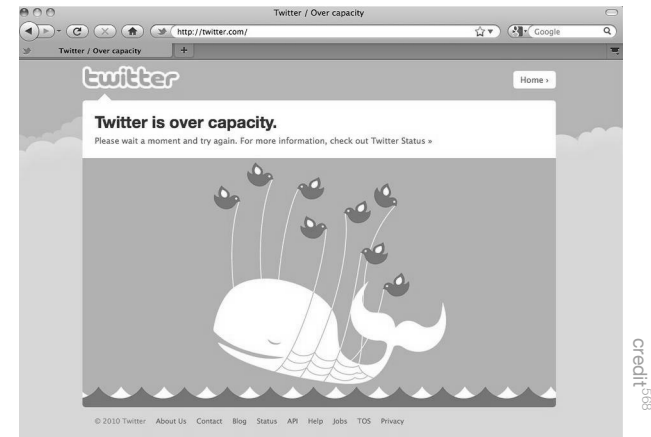 Twitter / Over capacity
http://twitter.com/
Google
Twitter / Over capacity
twitter
Home ›
Twitter is over capacity.
Please wait a moment and try again. For more information, check out Twitter Status »
© 2010 Twitter About Us Contact Blog Status API Help Jobs TOS Privacy
credit568